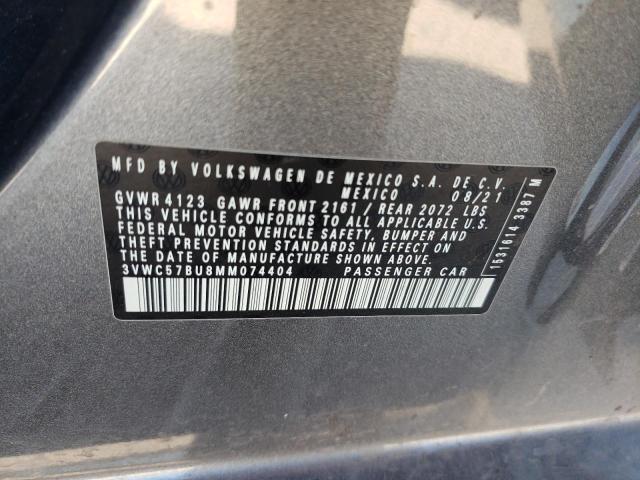 MFD BY VOLKSWAGEN DE MEXICO S.A. DE C.V.
MEXICO 08/21
GVWR 4123 GAWR FRONT 2161 / REAR 2072 LBS
THIS VEHICLE CONFORMS TO ALL APPLICABLE U.S.
FEDERAL MOTOR VEHICLE SAFETY, BUMPER AND
THEFT PREVENTION STANDARDS IN EFFECT ON
THE DATE OF MANUFACTURE SHOWN ABOVE.
3VWC57BU8MM074404 PASSENGER CAR
1531614 3387 M